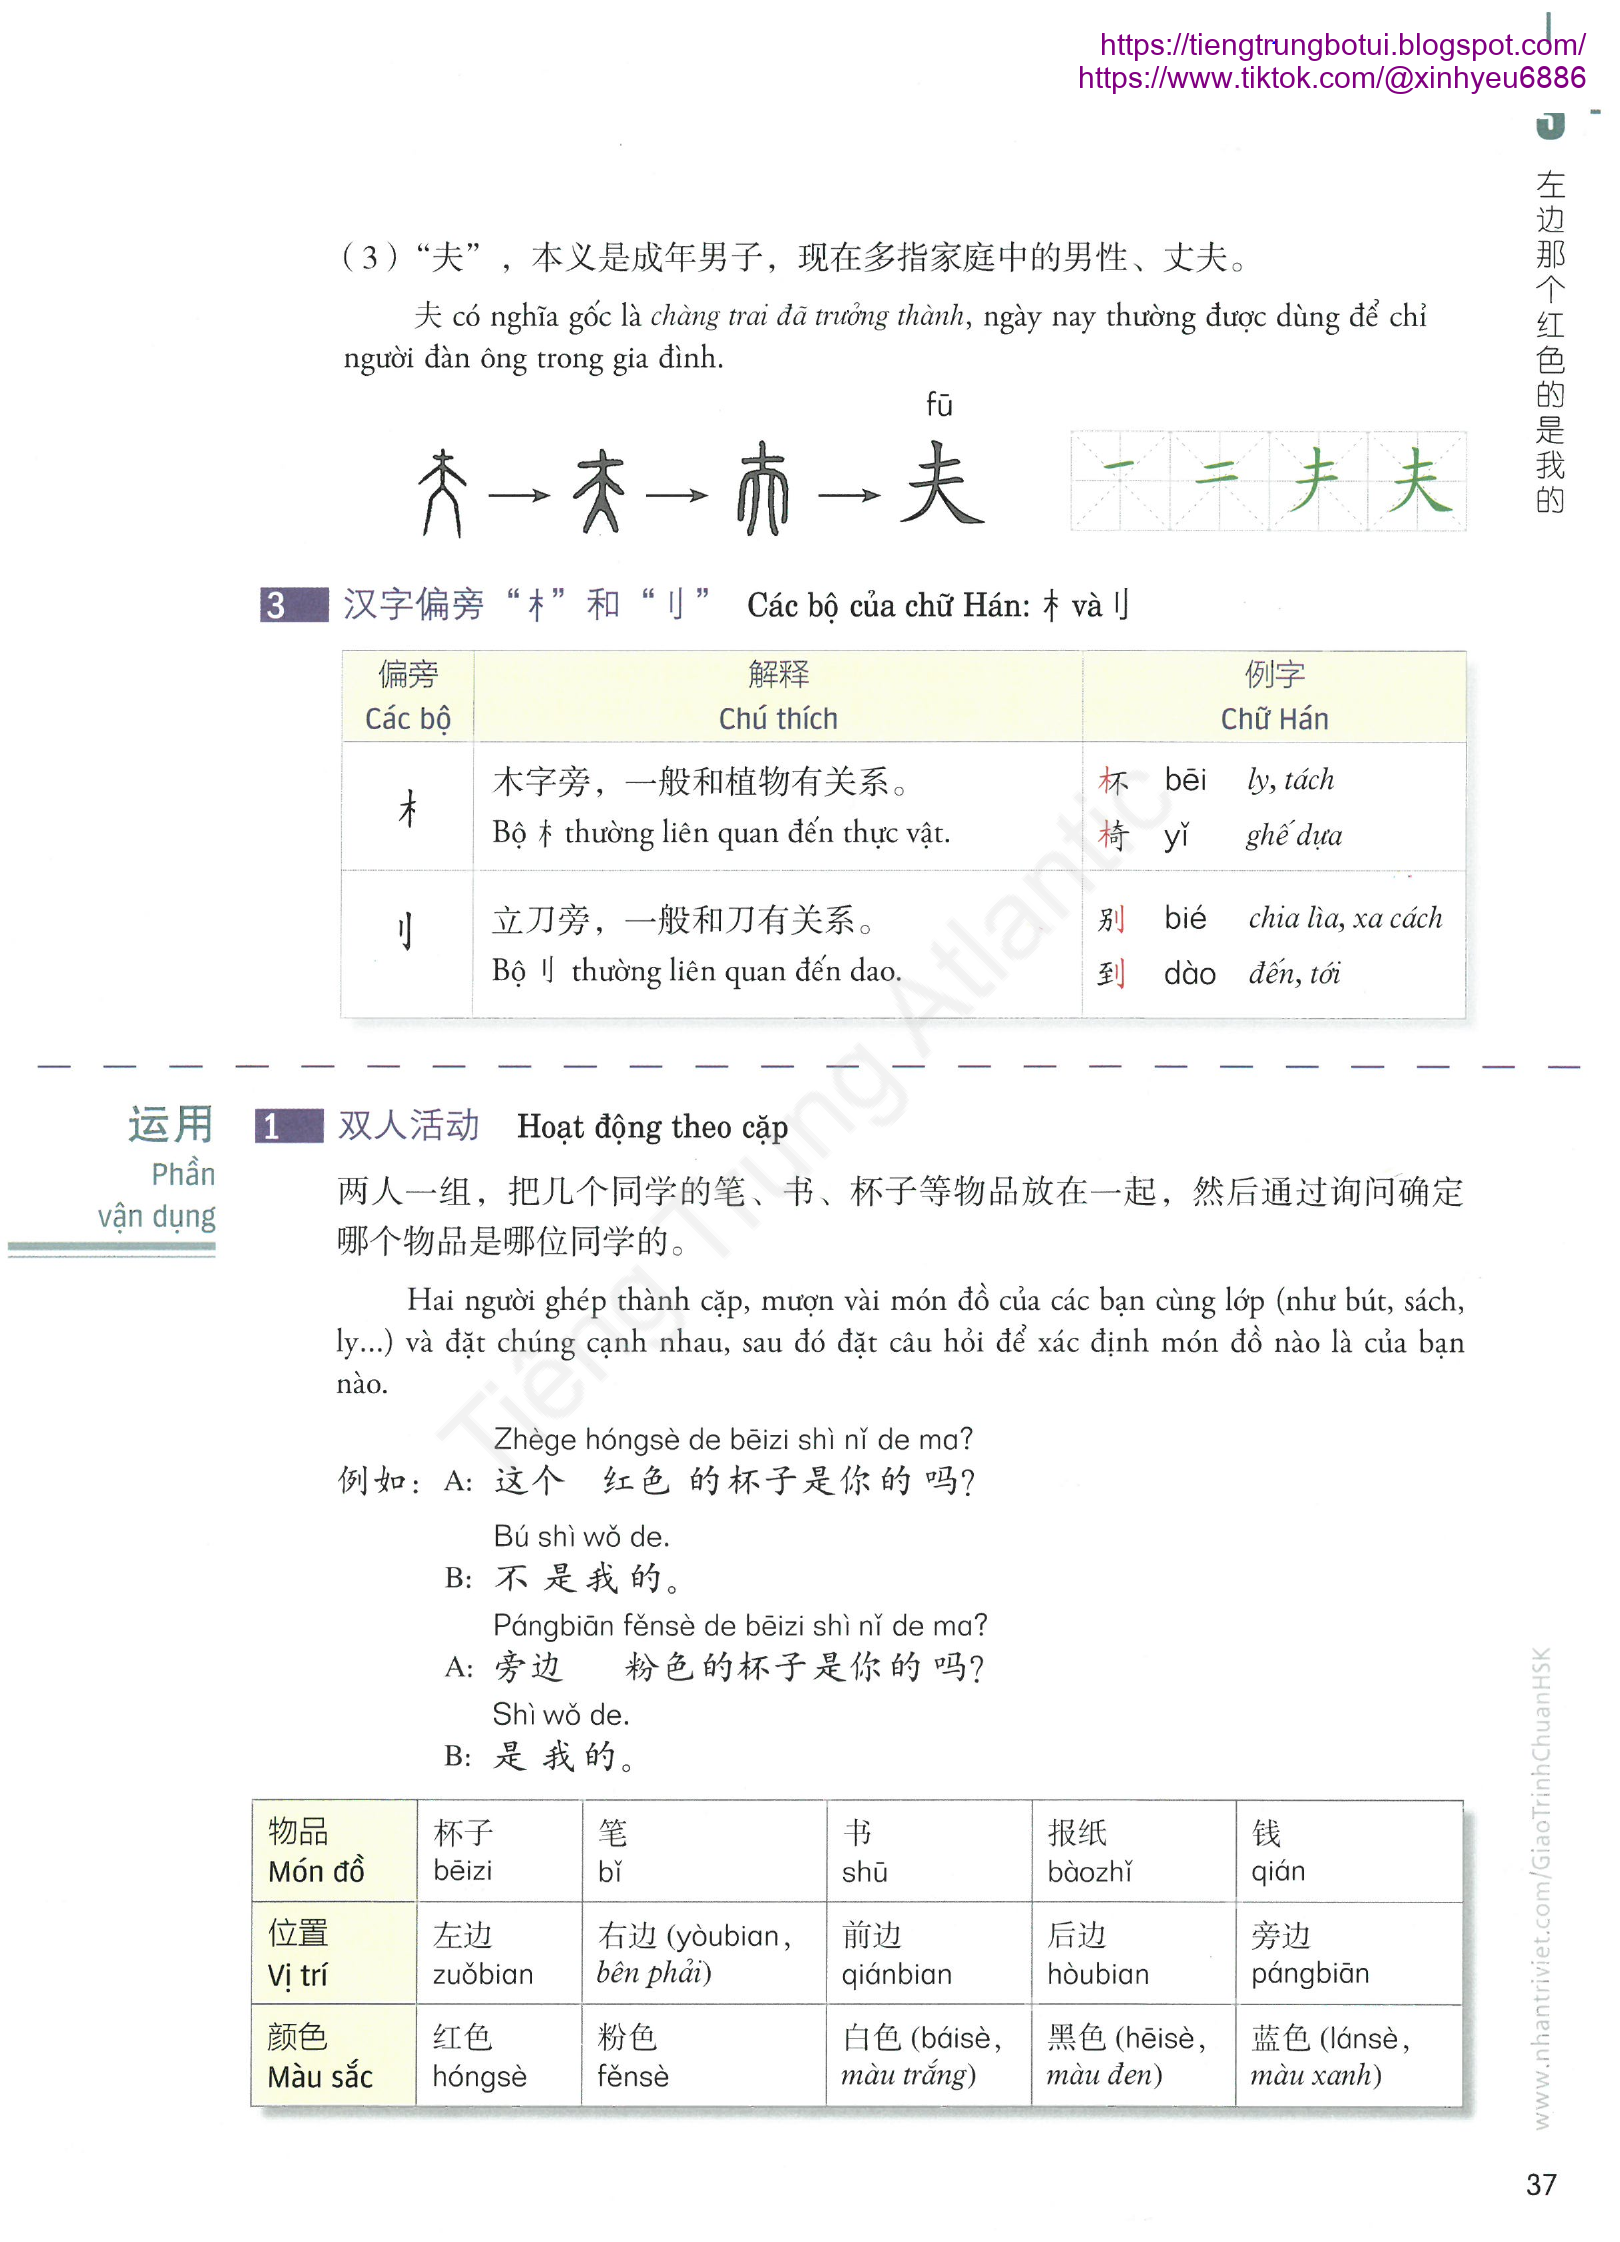 https://tiengtrungbotui.blogspot.com/
https://www.tiktok.com/@xinhyeu6886
左边那个红色的是我的
（3）“夫”，本义是成年男子，现在多指家庭中的男性、丈夫。
夫 có nghĩa gốc là chàng trai đã trưởng thành, ngày nay thường được dùng để chỉ
người đàn ông trong gia đình.
fū
夫
3 汉字偏旁“木”和“刂” Các bộ của chữ Hán: 木 và 刂
偏旁 解释 例字
Các bộ Chú thích Chữ Hán
木
木字旁，一般和植物有关系。
Bộ 木 thường liên quan đến thực vật.
杯 bēi ly, tách
椅 yǐ ghế dựa
刂
立刀旁，一般和刀有关系。
Bộ 刂 thường liên quan đến dao.
别 bié chia lìa, xa cách
到 dào đến, tới
运用
Phần
vận dụng
1 双人活动 Hoạt động theo cặp
两人一组，把几个同学的笔、书、杯子等物品放在一起，然后通过询问确定
哪个物品是哪位同学的。
Hai người ghép thành cặp, mượn vài món đồ của các bạn cùng lớp (như bút, sách,
ly...) và đặt chúng cạnh nhau, sau đó đặt câu hỏi để xác định món đồ nào là của bạn
nào.
Zhège hóngsè de bēizi shì nǐ de ma?
例如：A: 这个 红色 的杯子是你的 吗？
Bú shì wǒ de.
B: 不 是 我 的。
Pángbiān fěnsè de bēizi shì nǐ de ma?
A: 旁边 粉色的杯子是你的 吗？
Shì wǒ de.
B: 是 我 的。
物品 杯子 笔 书 报纸 钱
Món đồ bēizi bǐ shū bàozhǐ qián
位置 左边 右边 (yòubian, 前边 后边 旁边
Vị trí zuǒbian bên phải) qiánbian hòubian pángbiān
颜色 红色 粉色 白色 (báisè, 黑色 (hēisè, 蓝色 (lánsè,
Màu sắc hóngsè fěnsè màu trắng) màu đen) màu xanh)
Tiếng Trung Atlantic
www.nhantriviet.com/GiaoTrinhChuanHSK
37